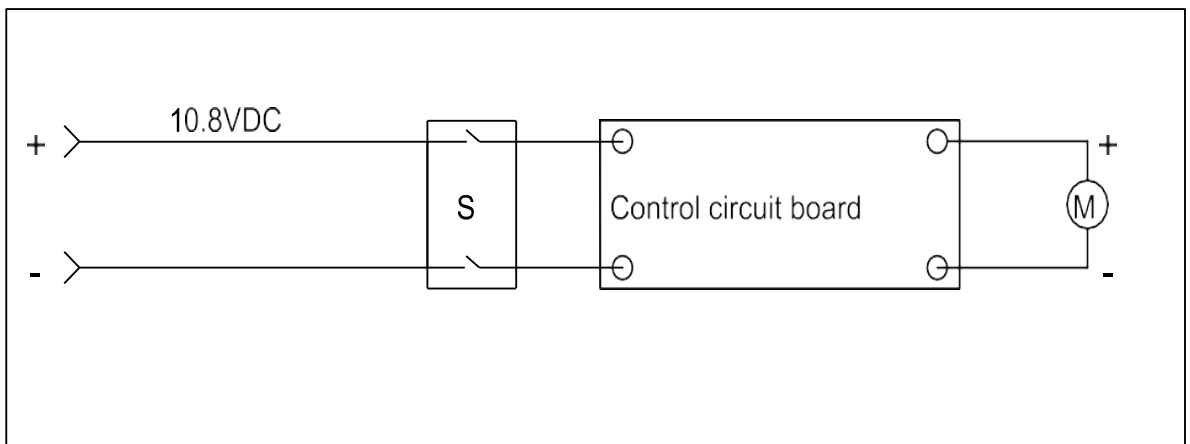 10.8VDC
+
+
S
Control circuit board
M
-
-